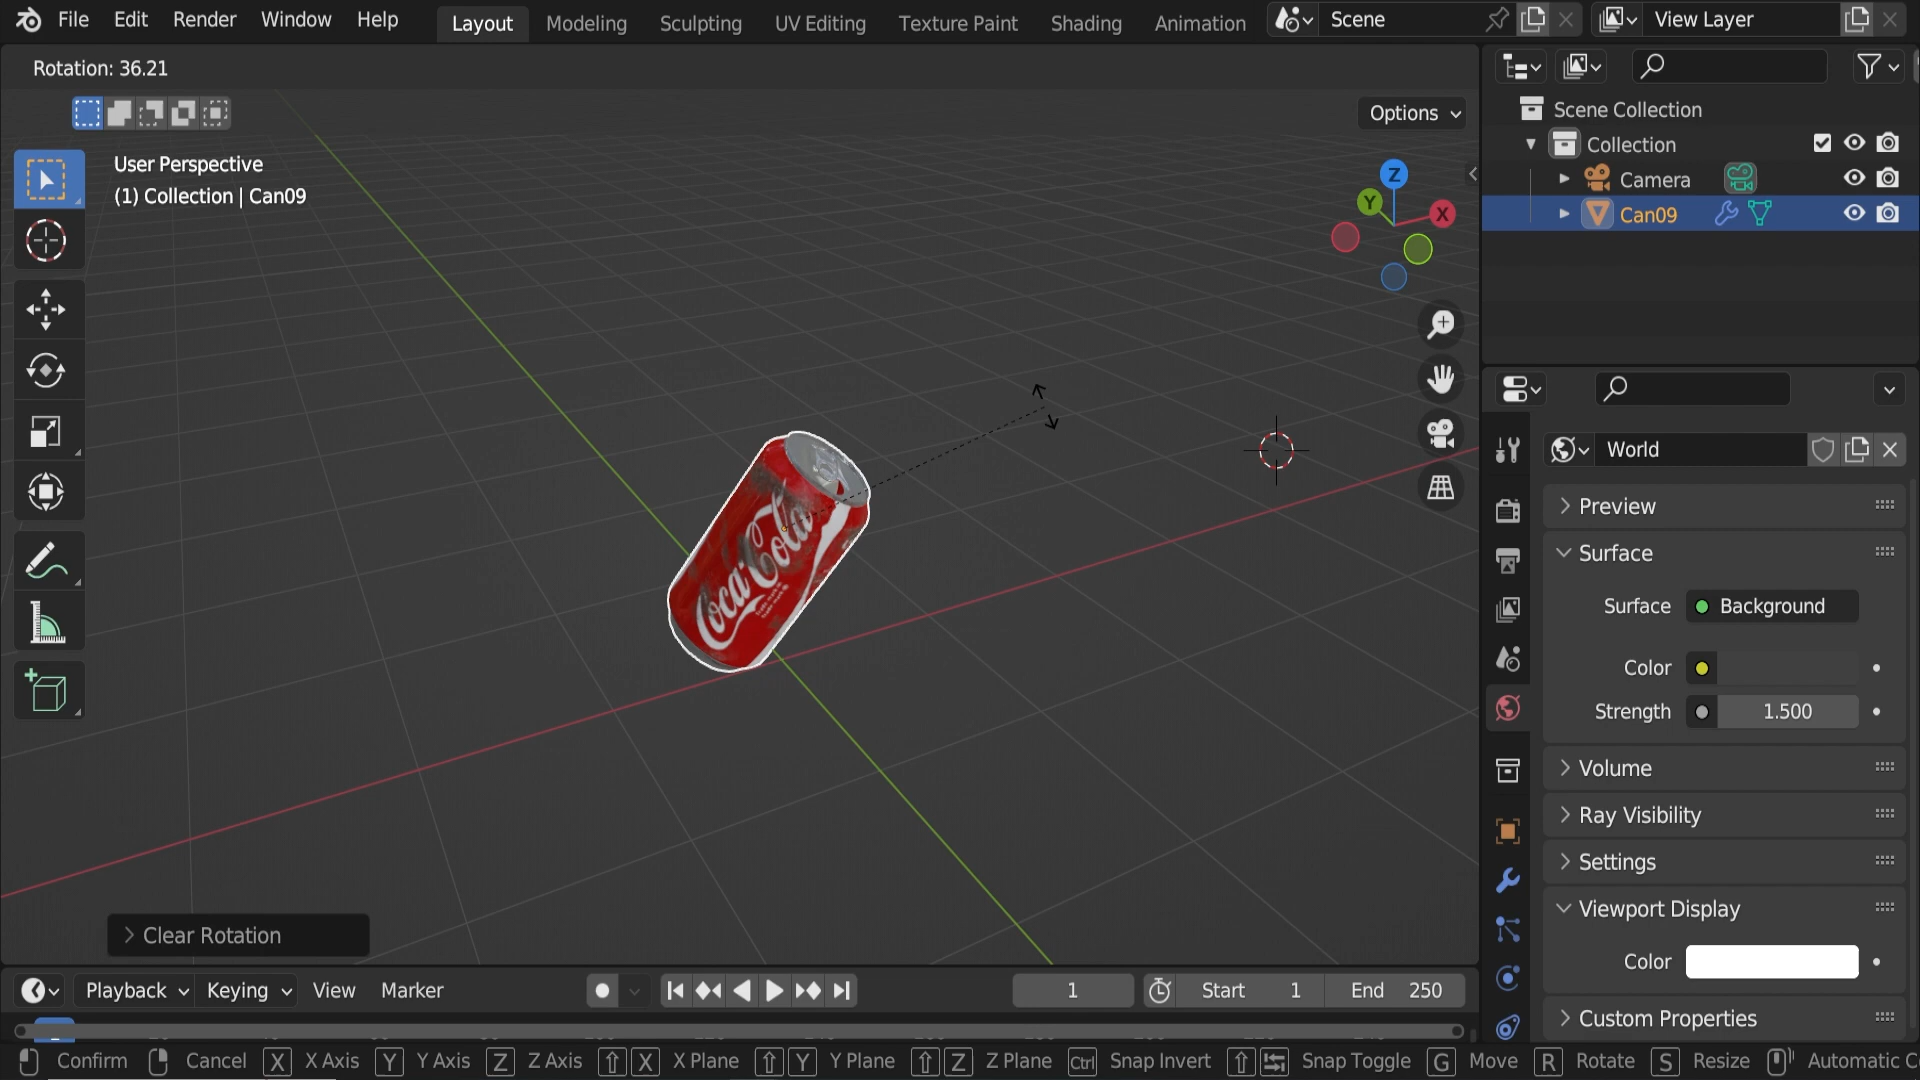 File Edit Render Window Help Layout Modeling Sculpting UV Editing Texture Paint Shading Animation Scene View Layer
Rotation: 36.21
Options
User Perspective
(1) Collection | Can09
Z
Y
X
Coca-Cola
Clear Rotation
Scene Collection
Collection
Camera
Can09
World
Preview
Surface
Surface Background
Color
Strength 1.500
Volume
Ray Visibility
Settings
Viewport Display
Color
Custom Properties
Playback Keying View Marker 1 Start 1 End 250
Confirm Cancel X X Axis Y Y Axis Z Z Axis X X Plane Y Y Plane Z Z Plane Ctrl Snap Invert Snap Toggle G Move R Rotate S Resize Automatic C